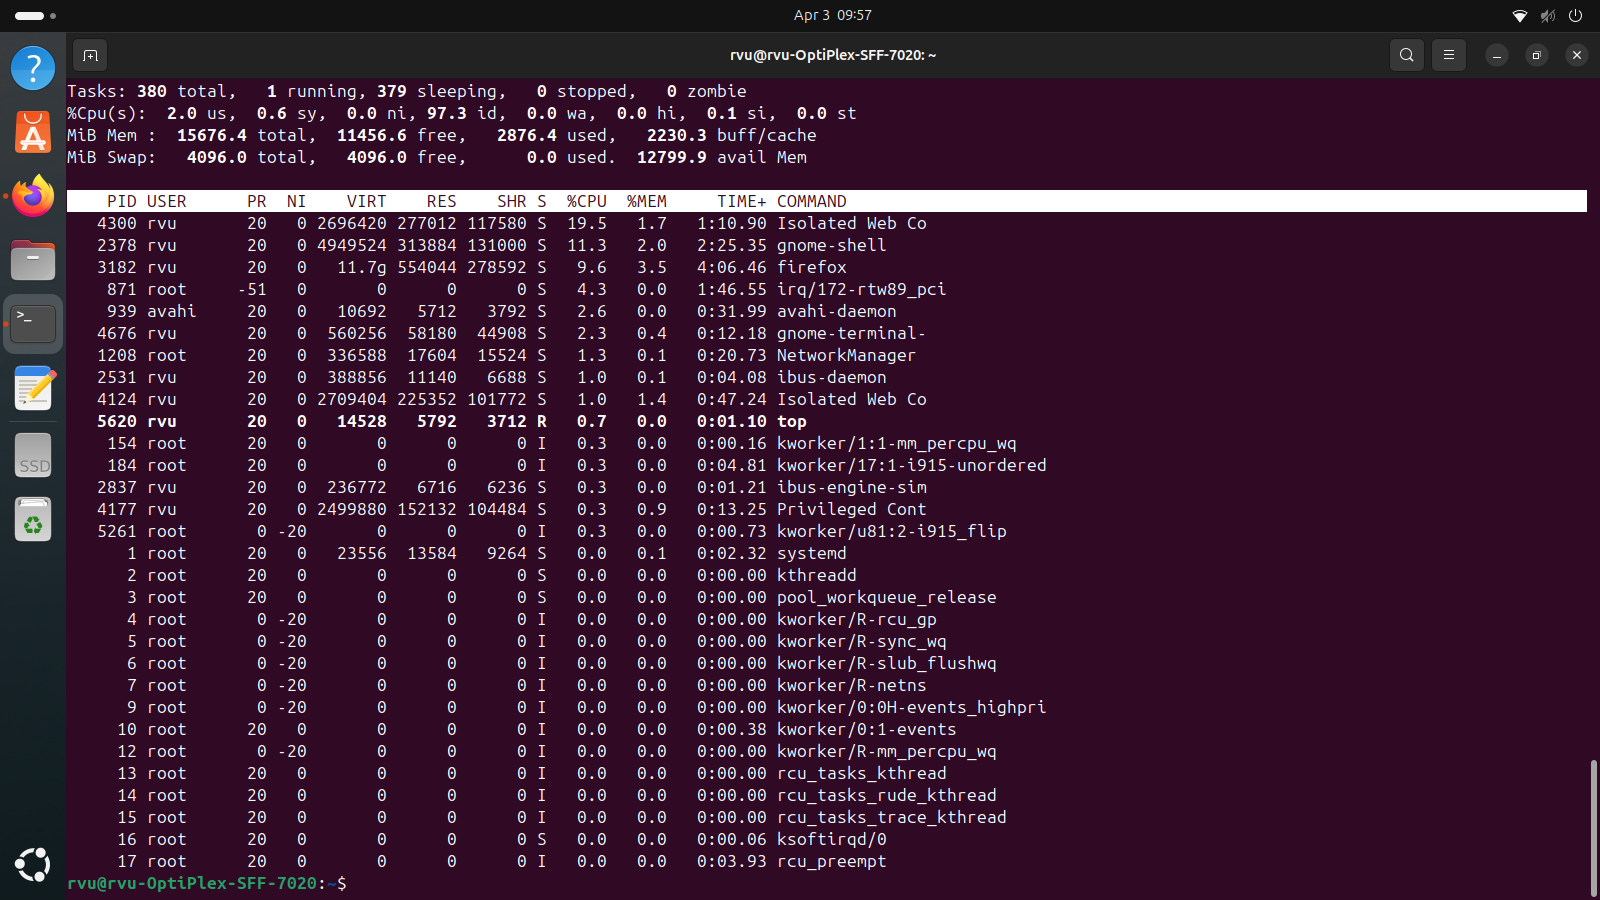 Apr 3 09:57
rvu@rvu-OptiPlex-SFF-7020: ~
Tasks: 380 total,   1 running, 379 sleeping,   0 stopped,   0 zombie
%Cpu(s):  2.0 us,  0.6 sy,  0.0 ni, 97.3 id,  0.0 wa,  0.0 hi,  0.1 si,  0.0 st
MiB Mem :  15676.4 total,  11456.6 free,   2876.4 used,   2230.3 buff/cache
MiB Swap:   4096.0 total,   4096.0 free,      0.0 used.  12799.9 avail Mem
PID USER      PR  NI    VIRT    RES    SHR S  %CPU  %MEM     TIME+ COMMAND
4300 rvu       20   0 2696420 277012 117580 S  19.5   1.7   1:10.90 Isolated Web Co
2378 rvu       20   0 4949524 313884 131000 S  11.3   2.0   2:25.35 gnome-shell
3182 rvu       20   0   11.7g 554044 278592 S   9.6   3.5   4:06.46 firefox
871 root     -51   0       0      0      0 S   4.3   0.0   1:46.55 irq/172-rtw89_pci
939 avahi     20   0   10692   5712   3792 S   2.6   0.0   0:31.99 avahi-daemon
4676 rvu       20   0  560256  58180  44908 S   2.3   0.4   0:12.18 gnome-terminal-
1208 root      20   0  336588  17604  15524 S   1.3   0.1   0:20.73 NetworkManager
2531 rvu       20   0  388856  11140   6688 S   1.0   0.1   0:04.08 ibus-daemon
4124 rvu       20   0 2709404 225352 101772 S   1.0   1.4   0:47.24 Isolated Web Co
5620 rvu       20   0   14528   5792   3712 R   0.7   0.0   0:01.10 top
154 root      20   0       0      0      0 I   0.3   0.0   0:00.16 kworker/1:1-mm_percpu_wq
184 root      20   0       0      0      0 I   0.3   0.0   0:04.81 kworker/17:1-i915-unordered
2837 rvu       20   0  236772   6716   6236 S   0.3   0.0   0:01.21 ibus-engine-sim
4177 rvu       20   0 2499880 152132 104484 S   0.3   0.9   0:13.25 Privileged Cont
5261 root       0 -20       0      0      0 I   0.3   0.0   0:00.73 kworker/u81:2-i915_flip
1 root      20   0   23556  13584   9264 S   0.0   0.1   0:02.32 systemd
2 root      20   0       0      0      0 S   0.0   0.0   0:00.00 kthreadd
3 root      20   0       0      0      0 S   0.0   0.0   0:00.00 pool_workqueue_release
4 root       0 -20       0      0      0 I   0.0   0.0   0:00.00 kworker/R-rcu_gp
5 root       0 -20       0      0      0 I   0.0   0.0   0:00.00 kworker/R-sync_wq
6 root       0 -20       0      0      0 I   0.0   0.0   0:00.00 kworker/R-slub_flushwq
7 root       0 -20       0      0      0 I   0.0   0.0   0:00.00 kworker/R-netns
9 root       0 -20       0      0      0 I   0.0   0.0   0:00.00 kworker/0:0H-events_highpri
10 root      20   0       0      0      0 I   0.0   0.0   0:00.38 kworker/0:1-events
12 root       0 -20       0      0      0 I   0.0   0.0   0:00.00 kworker/R-mm_percpu_wq
13 root      20   0       0      0      0 I   0.0   0.0   0:00.00 rcu_tasks_kthread
14 root      20   0       0      0      0 I   0.0   0.0   0:00.00 rcu_tasks_rude_kthread
15 root      20   0       0      0      0 I   0.0   0.0   0:00.00 rcu_tasks_trace_kthread
16 root      20   0       0      0      0 S   0.0   0.0   0:00.06 ksoftirqd/0
17 root      20   0       0      0      0 I   0.0   0.0   0:03.93 rcu_preempt
rvu@rvu-OptiPlex-SFF-7020:~$
SSD